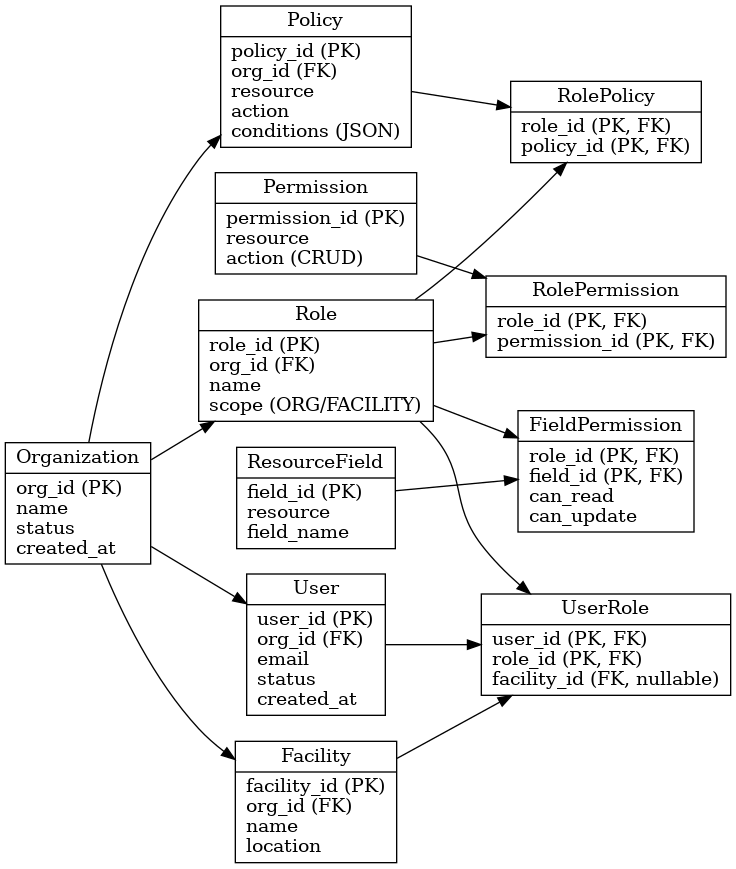 Policy
policy_id (PK)
org_id (FK)
resource
action
conditions (JSON)
RolePolicy
role_id (PK, FK)
policy_id (PK, FK)
Permission
permission_id (PK)
resource
action (CRUD)
RolePermission
role_id (PK, FK)
permission_id (PK, FK)
Role
role_id (PK)
org_id (FK)
name
scope (ORG/FACILITY)
FieldPermission
role_id (PK, FK)
field_id (PK, FK)
can_read
can_update
Organization
org_id (PK)
name
status
created_at
ResourceField
field_id (PK)
resource
field_name
User
user_id (PK)
org_id (FK)
email
status
created_at
UserRole
user_id (PK, FK)
role_id (PK, FK)
facility_id (FK, nullable)
Facility
facility_id (PK)
org_id (FK)
name
location